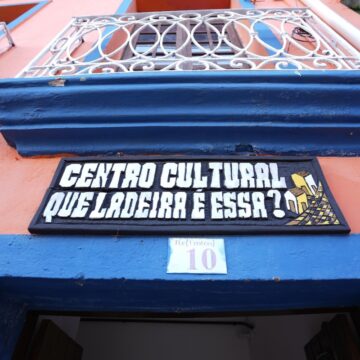 CENTRO CULTURAL
QUE LADEIRA É ESSA?
10